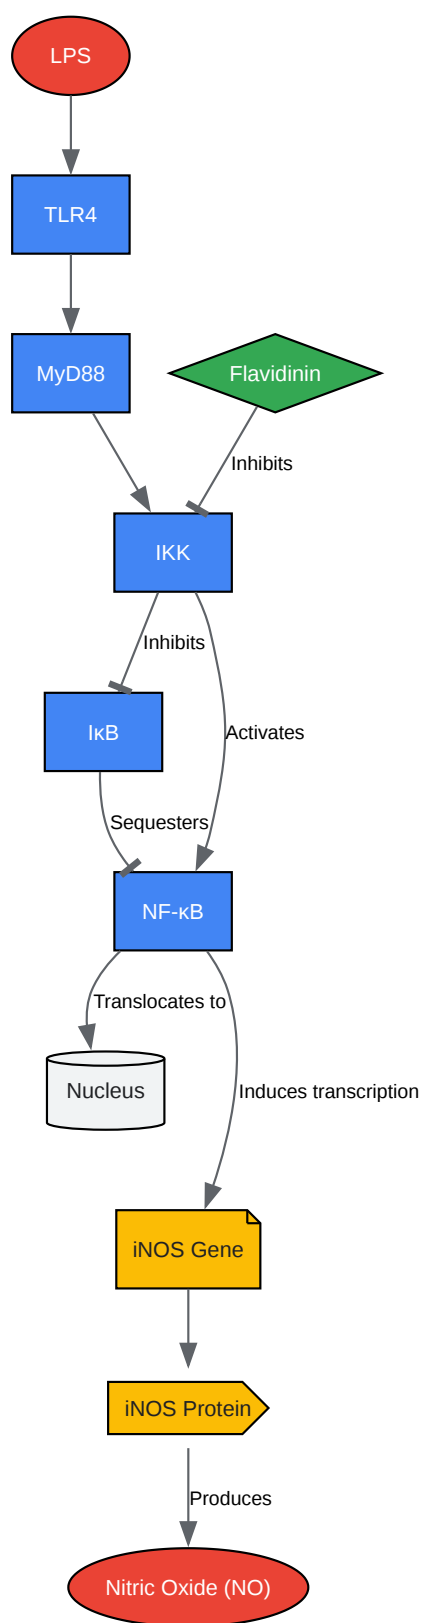 LPS
TLR4
MyD88
Flavidinin
Inhibits
IKK
Inhibits
IκB
Activates
Sequesters
NF-κB
Translocates to
Nucleus
Induces transcription
iNOS Gene
iNOS Protein
Produces
Nitric Oxide (NO)